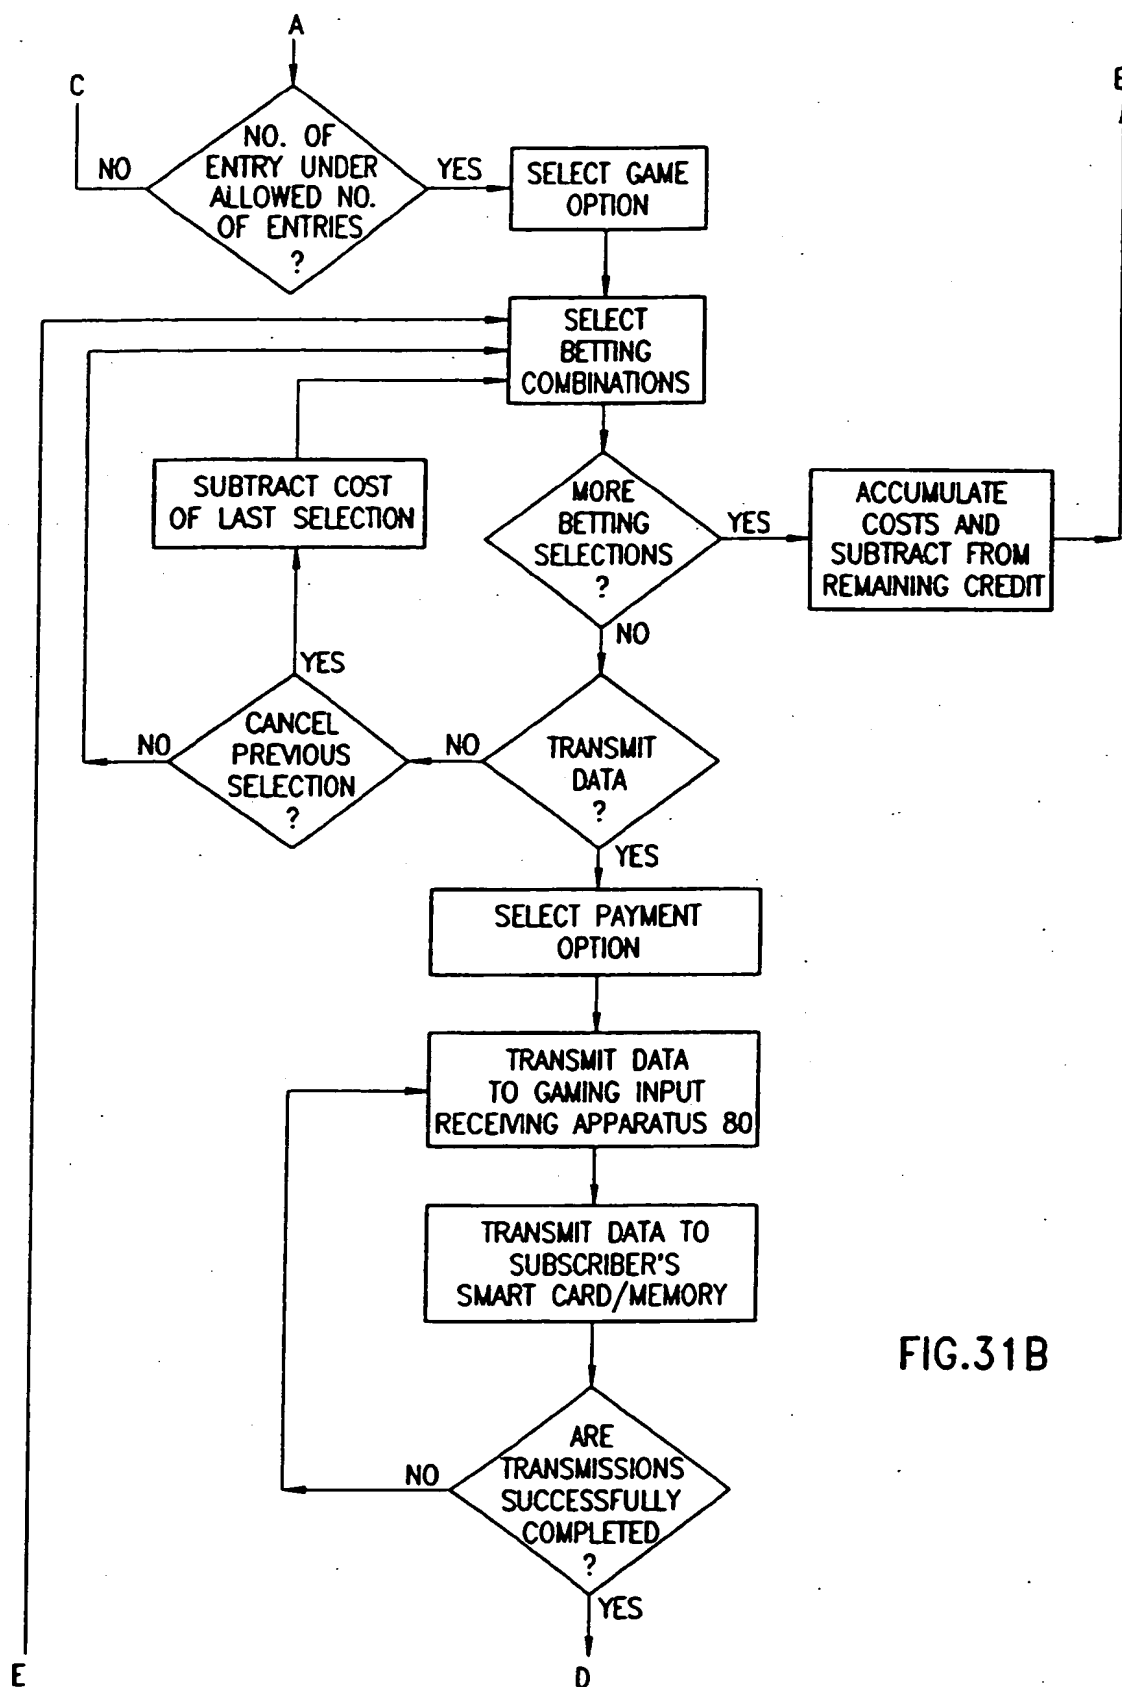 A
C
NO. OF
ENTRY UNDER
ALLOWED NO.
OF ENTRIES
?
NO
YES
SELECT GAME
OPTION
SELECT
BETTING
COMBINATIONS
SUBTRACT COST
OF LAST SELECTION
MORE
BETTING
SELECTIONS
?
YES
ACCUMULATE
COSTS AND
SUBTRACT FROM
REMAINING CREDIT
NO
YES
CANCEL
PREVIOUS
SELECTION
?
NO
NO
TRANSMIT
DATA
?
YES
SELECT PAYMENT
OPTION
TRANSMIT DATA
TO GAMING INPUT
RECEIVING APPARATUS 80
TRANSMIT DATA TO
SUBSCRIBER'S
SMART CARD/MEMORY
FIG.31B
ARE
TRANSMISSIONS
SUCCESSFULLY
COMPLETED
?
NO
YES
E
D